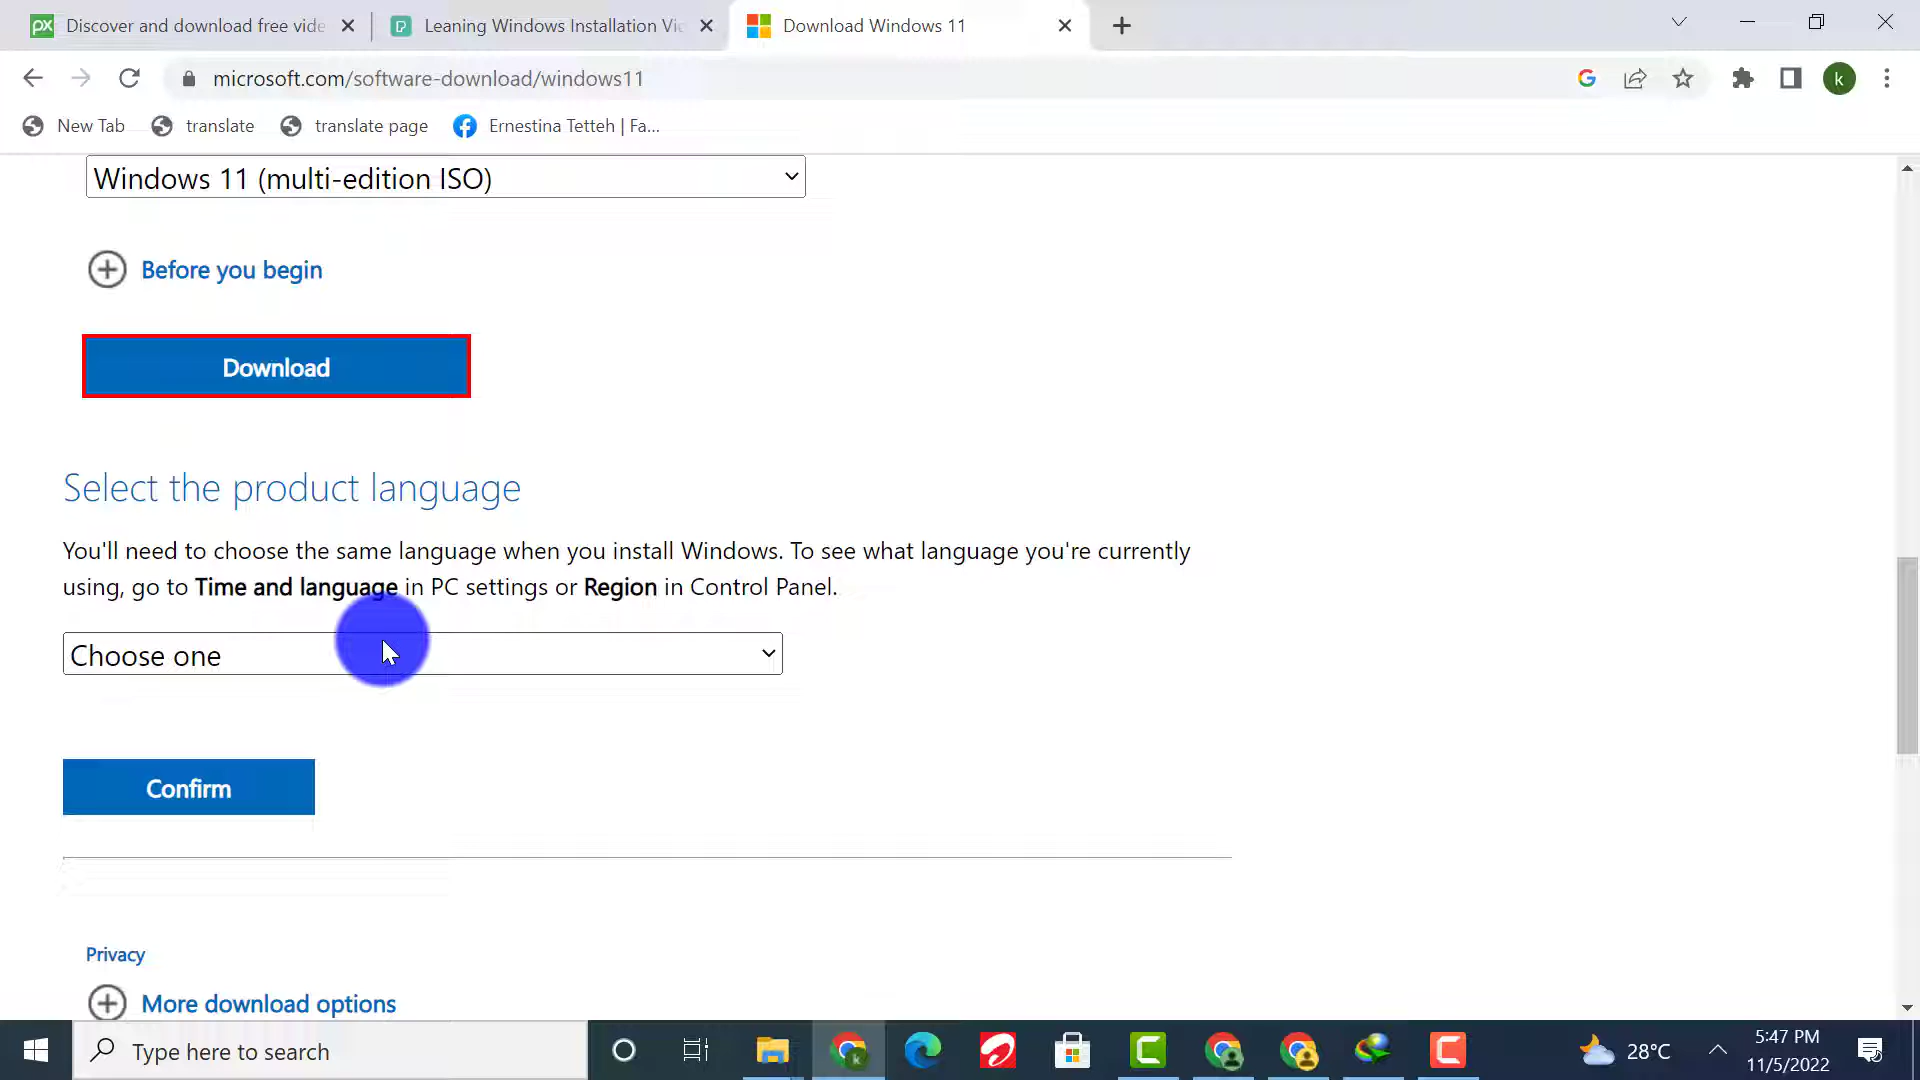 Discover and download free vide
Leaning Windows Installation Vi
Download Windows 11
microsoft.com/software-download/windows11
k
New Tab
translate
translate page
Ernestina Tetteh | Fa...
Windows 11 (multi-edition ISO)
Before you begin
Download
Select the product language
You'll need to choose the same language when you install Windows. To see what language you're currently
using, go to Time and language in PC settings or Region in Control Panel.
Choose one
Confirm
Privacy
More download options
Type here to search
28°C
5:47 PM
11/5/2022